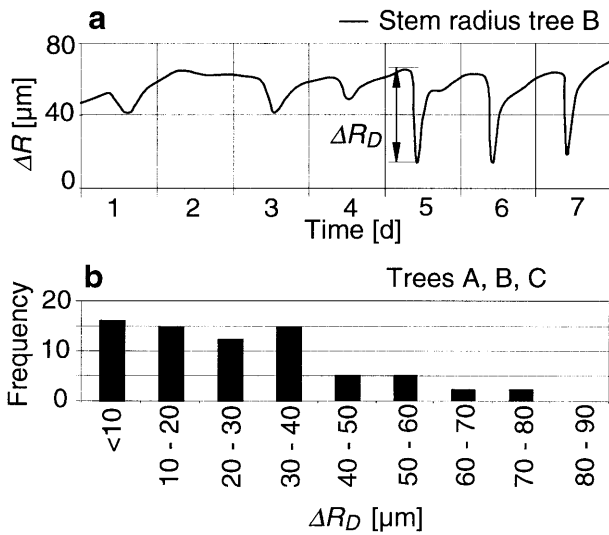 a
— Stem radius tree B
80
40
0
ΔR [µm]
ΔR_D
1 2 3 4 5 6 7
Time [d]
b
Trees A, B, C
20
10
0
Frequency
<10
10 - 20
20 - 30
30 - 40
40 - 50
50 - 60
60 - 70
70 - 80
80 - 90
ΔR_D [µm]